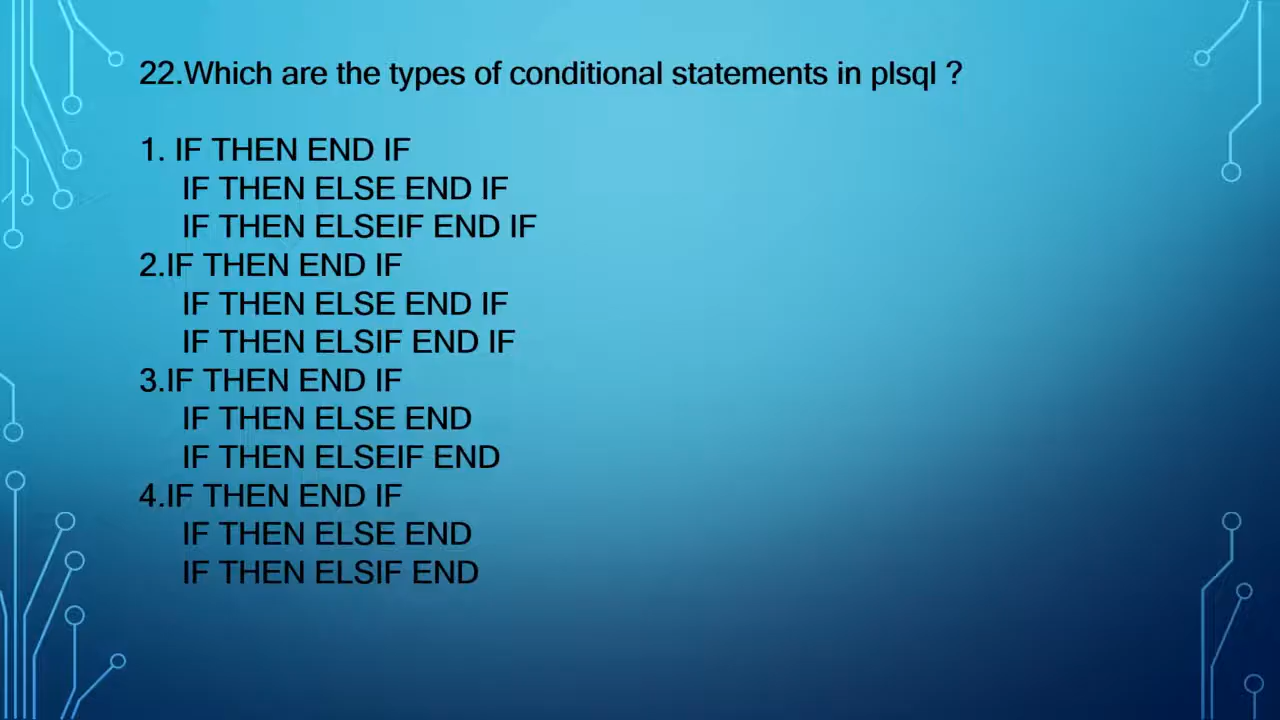 22.Which are the types of conditional statements in plsql ?
1. IF THEN END IF
IF THEN ELSE END IF
IF THEN ELSEIF END IF
2.IF THEN END IF
IF THEN ELSE END IF
IF THEN ELSIF END IF
3.IF THEN END IF
IF THEN ELSE END
IF THEN ELSEIF END
4.IF THEN END IF
IF THEN ELSE END
IF THEN ELSIF END